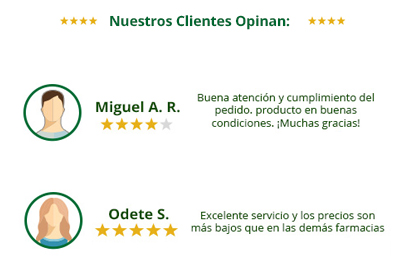 Nuestros Clientes Opinan:
Miguel A. R.
Buena atención y cumplimiento del
pedido. producto en buenas
condiciones. ¡Muchas gracias!
Odete S.
Excelente servicio y los precios son
más bajos que en las demás farmacias